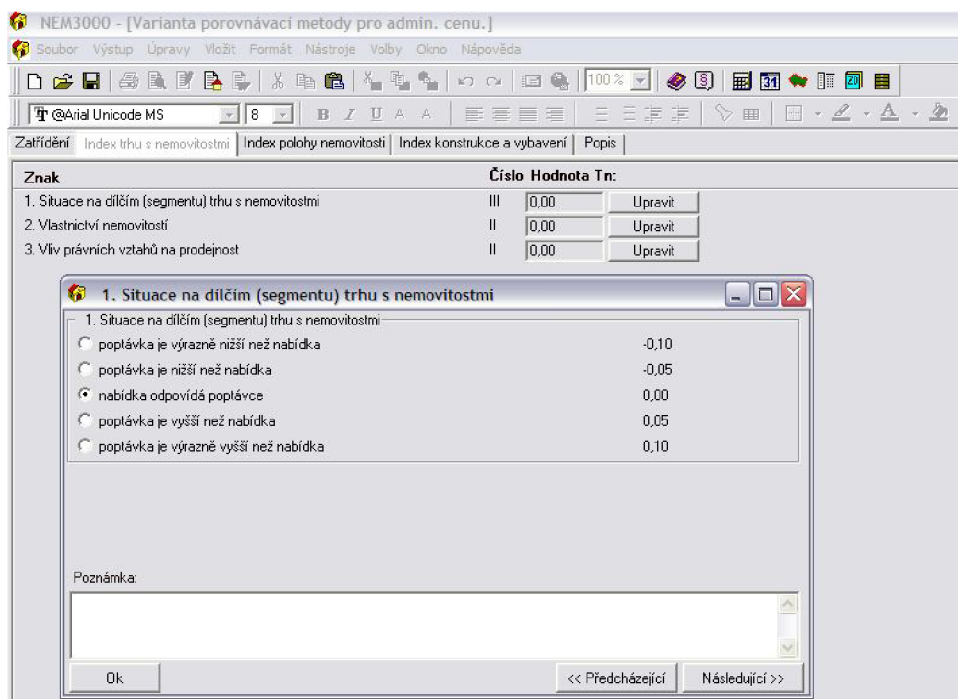 NEM3000 - [Varianta porovnávací metody pro admin. cenu.]
Soubor Výstup Úpravy Vložit Formát Nástroje Volby Okno Nápověda
100 %
@Arial Unicode MS 8 B I U A A
Zatřídění Index trhu s nemovitostmi Index polohy nemovitosti Index konstrukce a vybavení Popis
Znak Číslo Hodnota Tn:
1. Situace na dílčím (segmentu) trhu s nemovitostmi III 0,00 Upravit
2. Vlastnictví nemovitostí II 0,00 Upravit
3. Vliv právních vztahů na prodejnost II 0,00 Upravit
1. Situace na dílčím (segmentu) trhu s nemovitostmi
1. Situace na dílčím (segmentu) trhu s nemovitostmi
poptávka je výrazně nižší než nabídka -0,10
poptávka je nižší než nabídka -0,05
nabídka odpovídá poptávce 0,00
poptávka je vyšší než nabídka 0,05
poptávka je výrazně vyšší než nabídka 0,10
Poznámka:
Ok << Předcházející Následující >>